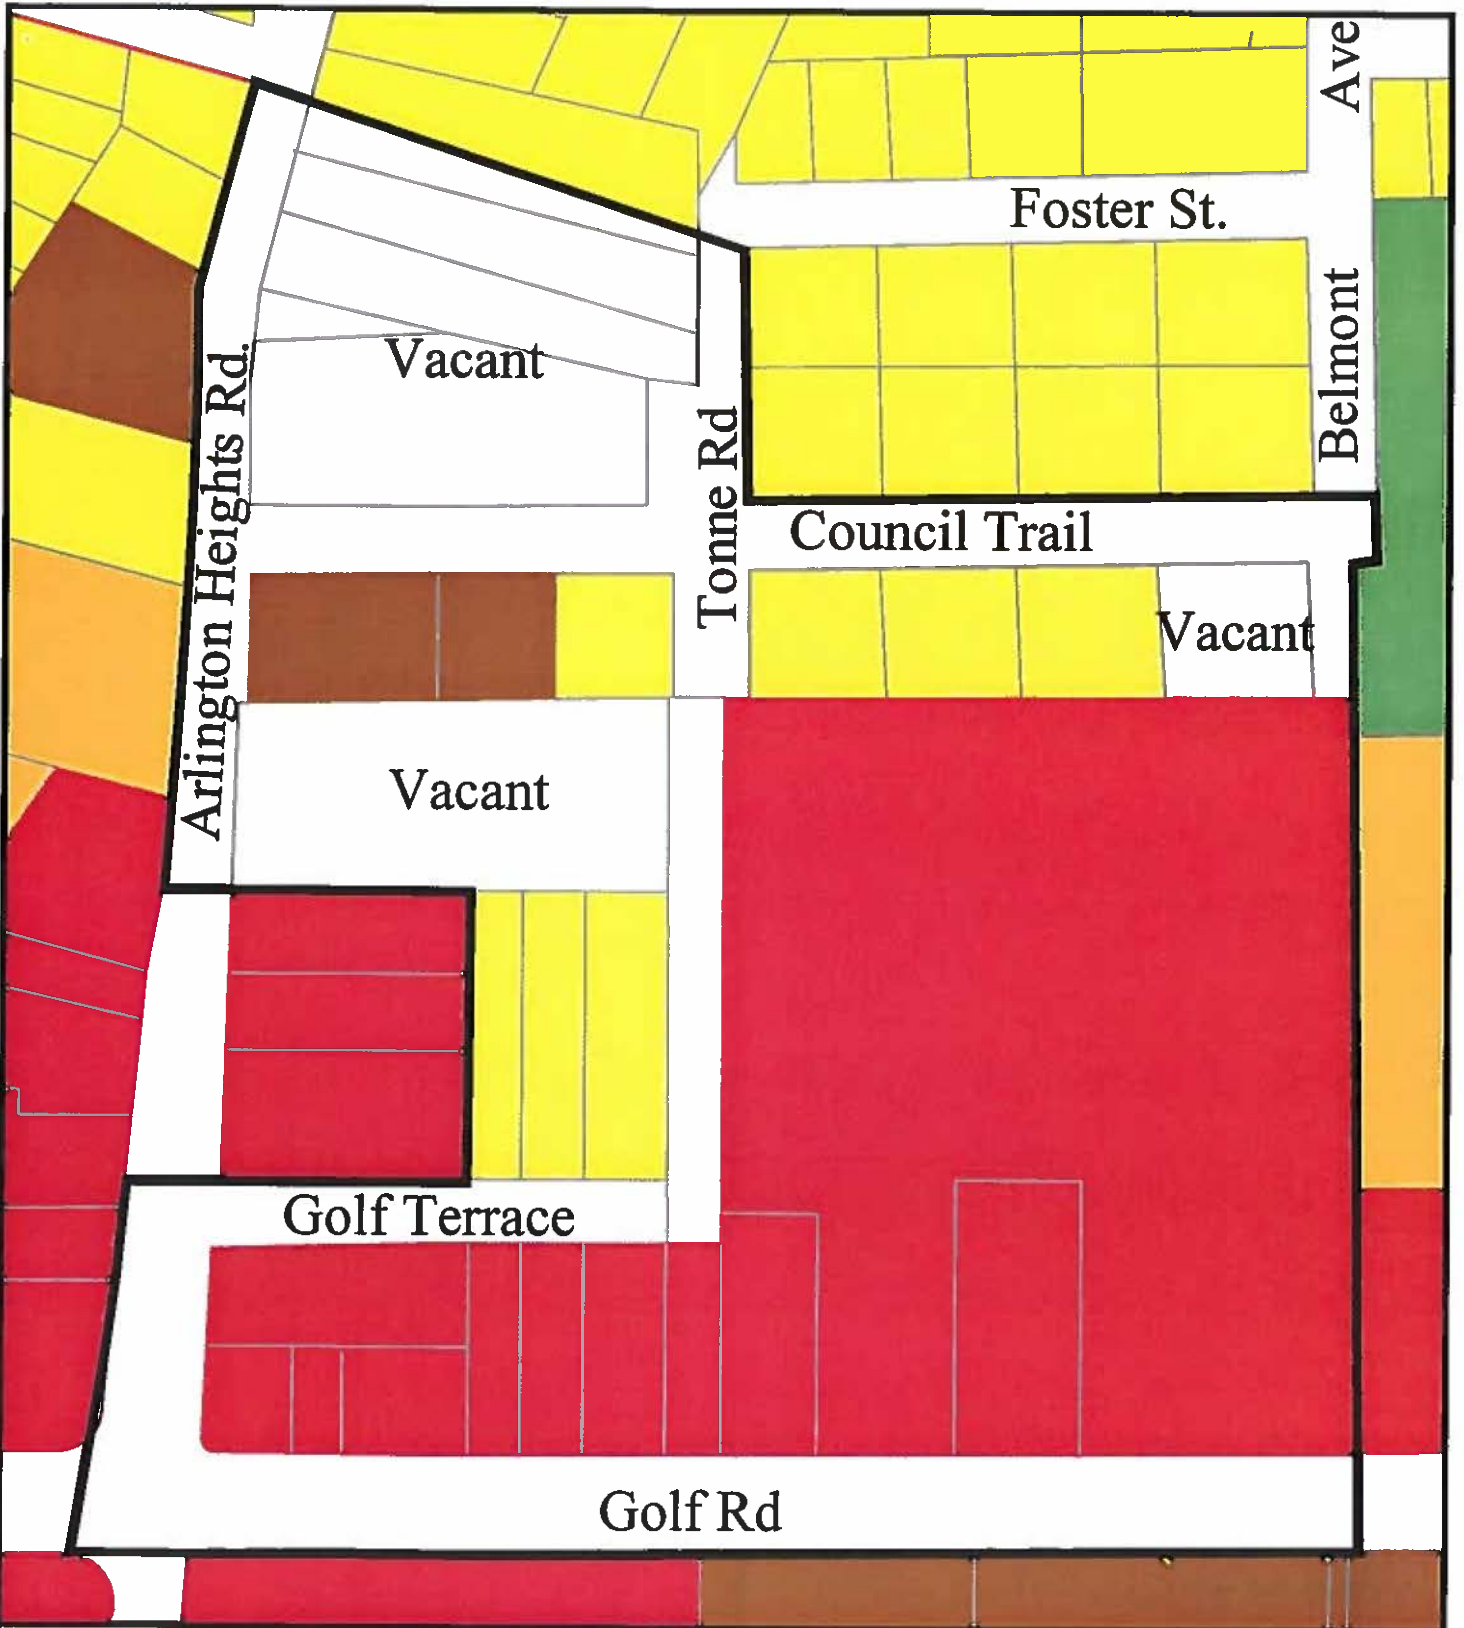 Ave
Foster St.
Belmont
Vacant
Arlington Heights Rd.
Tonne Rd
Council Trail
Vacant
Vacant
Golf Terrace
Golf Rd